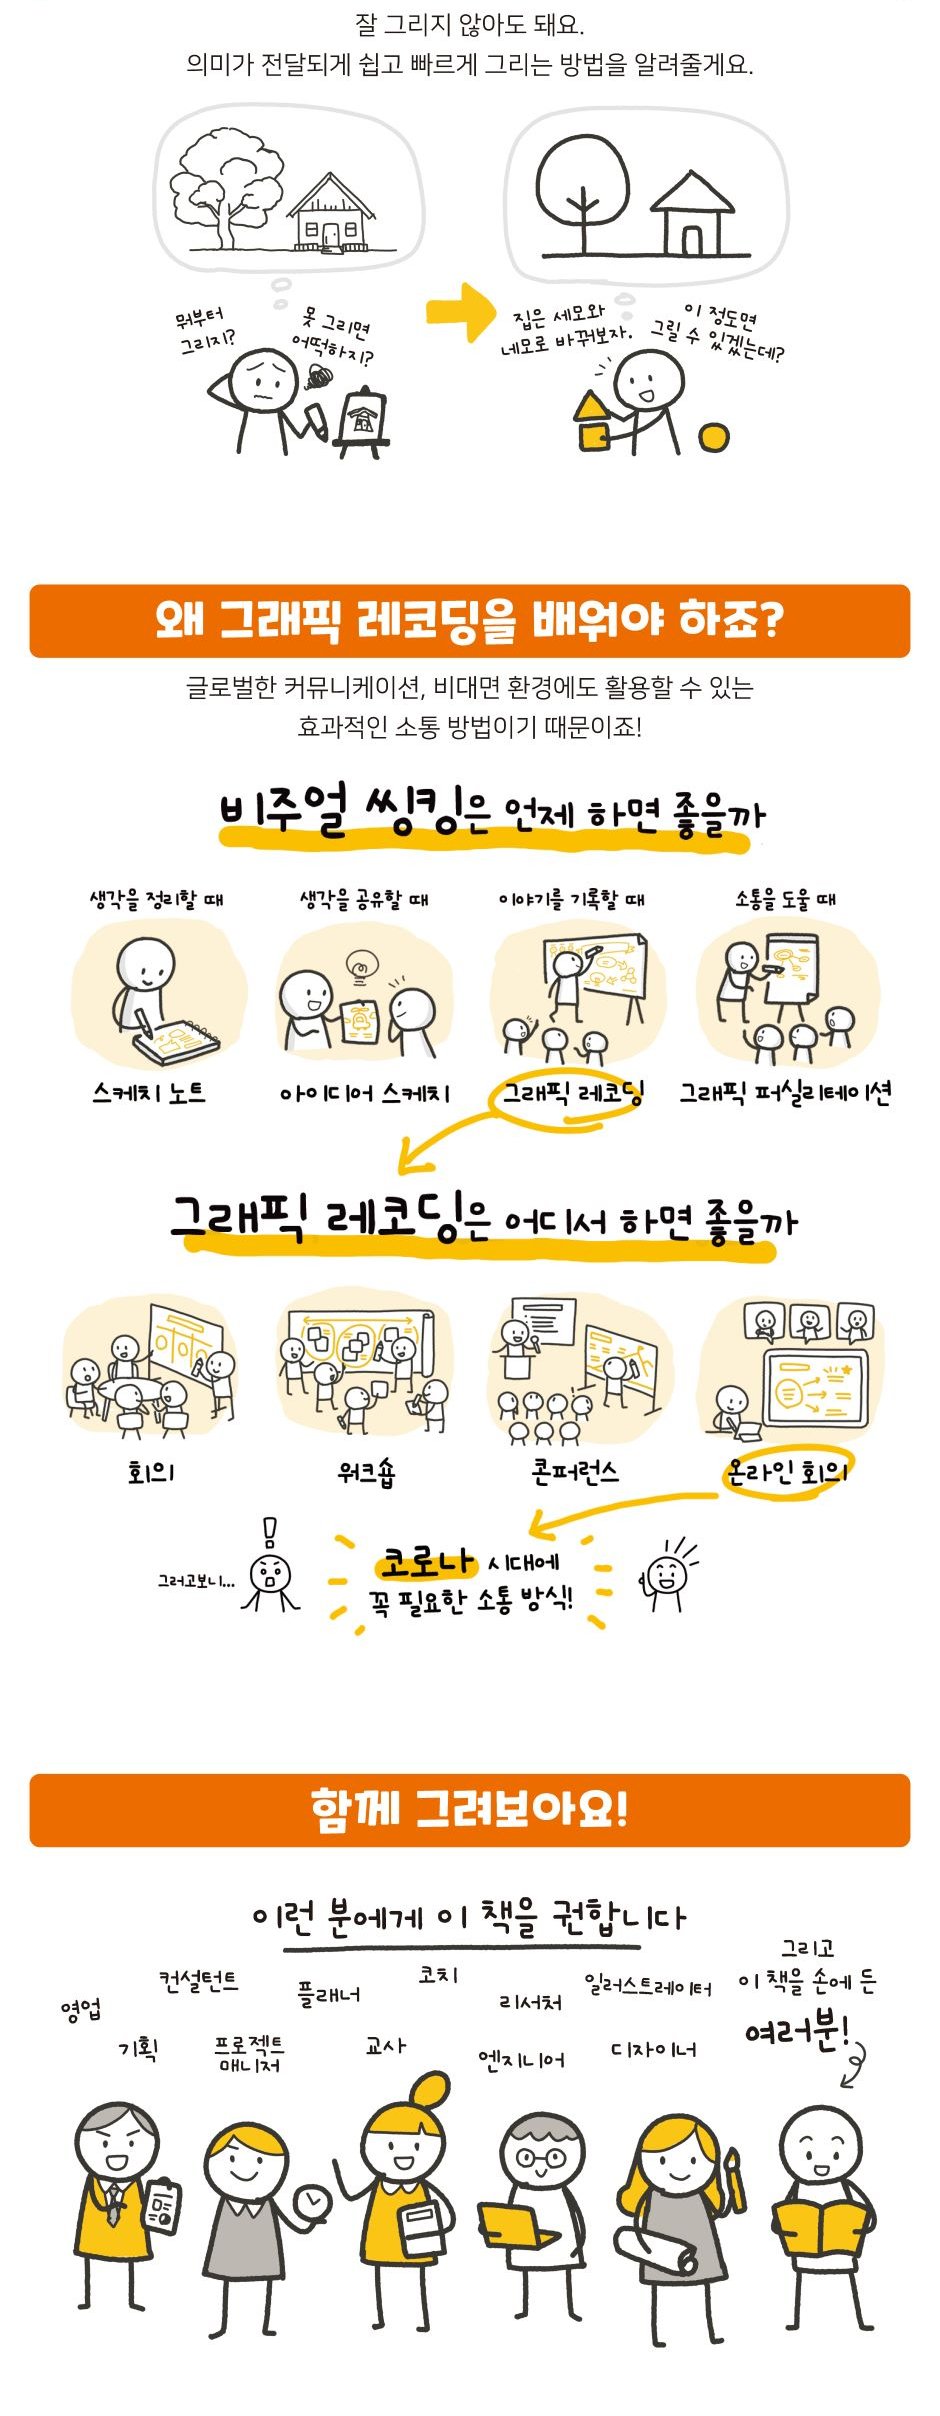 잘 그리지 않아도 돼요.
의미가 전달되게 쉽고 빠르게 그리는 방법을 알려줄게요.
뭐부터
그리지?
못 그리면
어떡하지?
집은 세모와
네모로 바꿔보자.
이 정도면
그릴 수 있겠는데?
왜 그래픽 레코딩을 배워야 하죠?
글로벌한 커뮤니케이션, 비대면 환경에도 활용할 수 있는
효과적인 소통 방법이기 때문이죠!
비주얼 씽킹은 언제 하면 좋을까
생각을 정리할 때
생각을 공유할 때
이야기를 기록할 때
소통을 도울 때
스케치 노트
아이디어 스케치
그래픽 레코딩
그래픽 퍼실리테이션
그래픽 레코딩은 어디서 하면 좋을까
회의
워크숍
콘퍼런스
온라인 회의
그러고보니...
코로나 시대에
꼭 필요한 소통 방식!
함께 그려보아요!
이런 분에게 이 책을 권합니다
영업
기획
컨설턴트
프로젝트
매니저
플래너
교사
코치
리서처
엔지니어
일러스트레이터
디자이너
그리고
이 책을 손에 든
여러분!